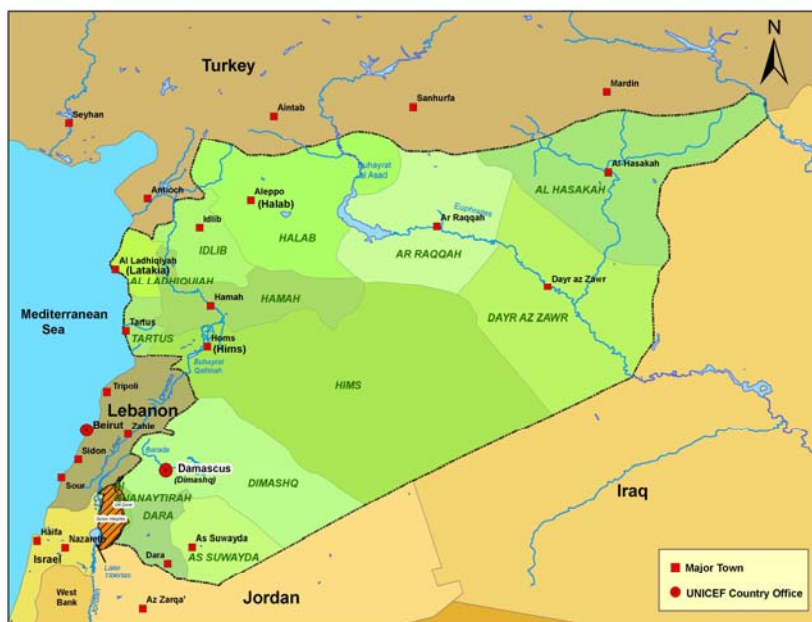 N
Turkey
Mardin
Sanhurfa
Aintab
Seyhan
Buhayrat
al Asad
Al-Hasakah
AL HASAKAH
Antioch
Aleppo
(Halab)
Euphrates
Idlib
Ar Raqqah
IDLIB
HALAB
AR RAQQAH
Al Ladhiqiyah
(Latakia)
AL LADHIQUIAH
Dayr az Zawr
Hamah
HAMAH
Mediterranean
Sea
Tartus
TARTUS
DAYR AZ ZAWR
Homs
(Hims)
Buhayrat
Qattinah
HIMS
Tripoli
Lebanon
Beirut
Zahle
Barada
Sidon
Damascus
(Dimashq)
DIMASHQ
Sour
Iraq
DARA
Golan Heights
Hàifa
Nazareth
Israel
As Suwayda
AS SUWAYDA
Dara
Lake
Tiberias
West
Bank
Jordan
Jordan
Az Zarqa'
Major Town
UNICEF Country Office